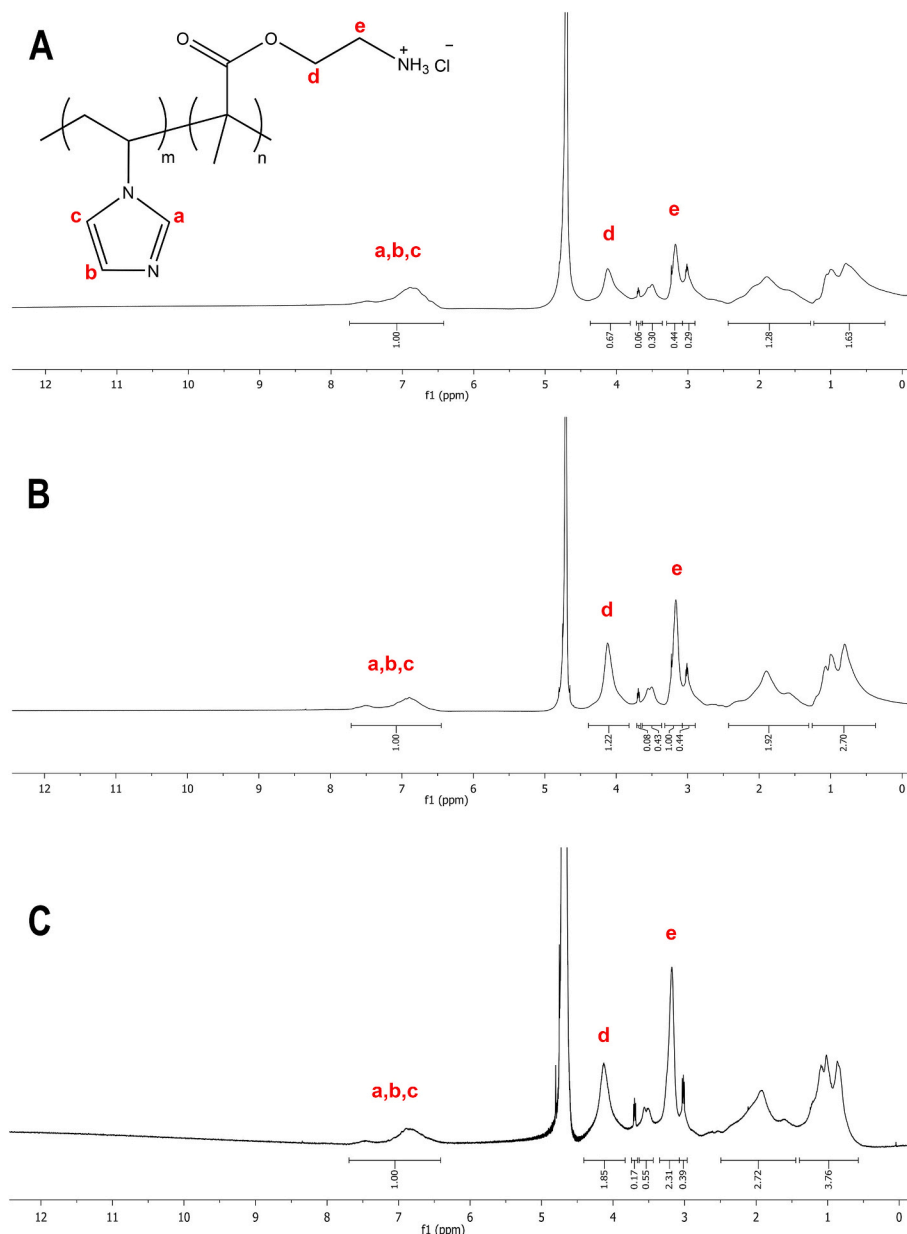 A
O
O
e
d
NH3 Cl
+
−
m
n
N
c
a
b
N
a,b,c
d
e
1.00
0.67
0.06
0.30
0.44
0.29
1.28
1.63
12 11 10 9 8 7 6 5 4 3 2 1 0
f1 (ppm)
B
a,b,c
d
e
1.00
1.22
0.08
0.43
1.00
0.44
1.92
2.70
12 11 10 9 8 7 6 5 4 3 2 1 0
f1 (ppm)
C
a,b,c
d
e
1.00
1.85
0.17
0.55
2.31
0.39
2.72
3.76
12 11 10 9 8 7 6 5 4 3 2 1 0
f1 (ppm)